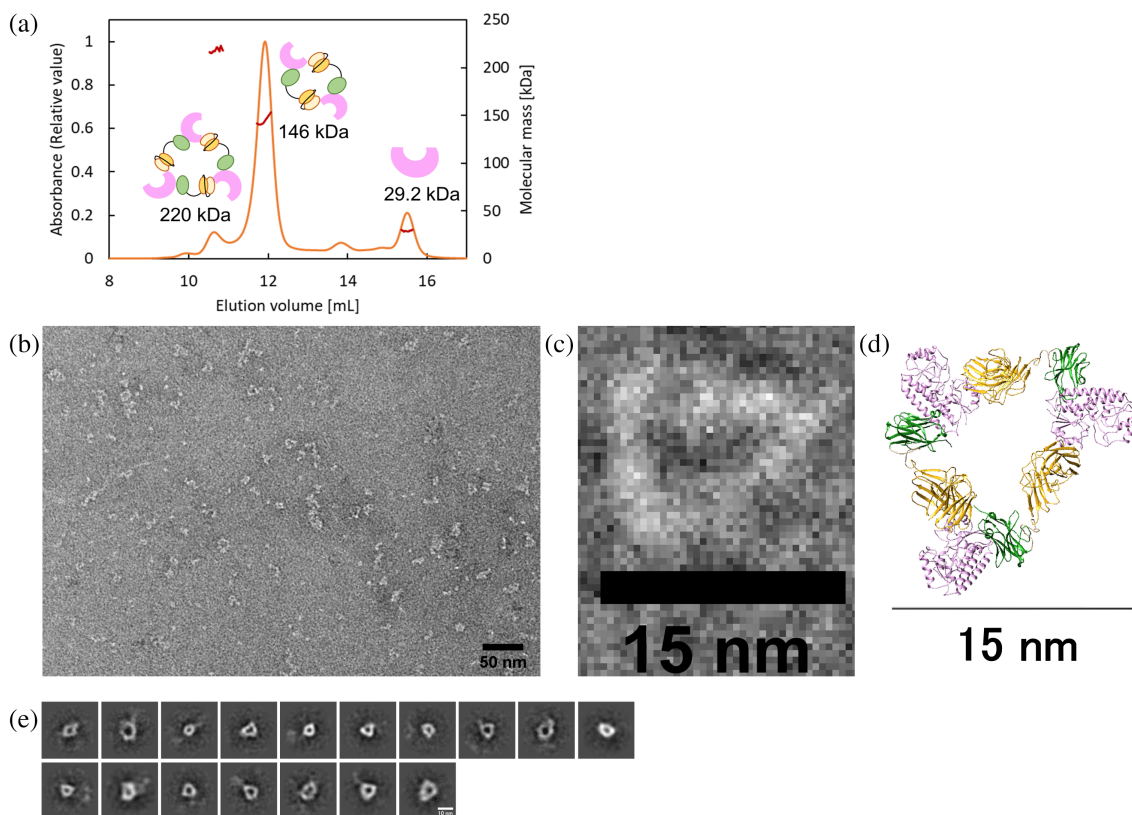 (a)
Absorbance (Relative value)
1
0.8
0.6
0.4
0.2
0
250
200
150
100
50
0
Molecular mass [kDa]
220 kDa
146 kDa
29.2 kDa
8
10
12
14
16
Elution volume [mL]
(b)
50 nm
(c)
15 nm
(d)
15 nm
(e)
10 nm